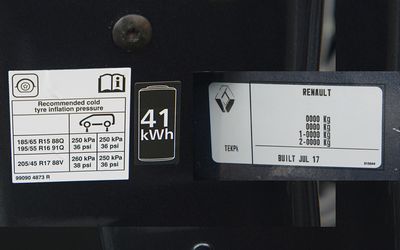 Recommended cold
tyre inflation pressure
185/65 R15 88Q 250 kPa 250 kPa
195/55 R16 91Q 36 psi 36 psi
205/45 R17 88V 260 kPa 250 kPa
38 psi 36 psi
99090 4873 R
41
kWh
RENAULT
0000 Kg
0000 Kg
1-0000 Kg
2-0000 Kg
TEKPh
BUILT JUL 17